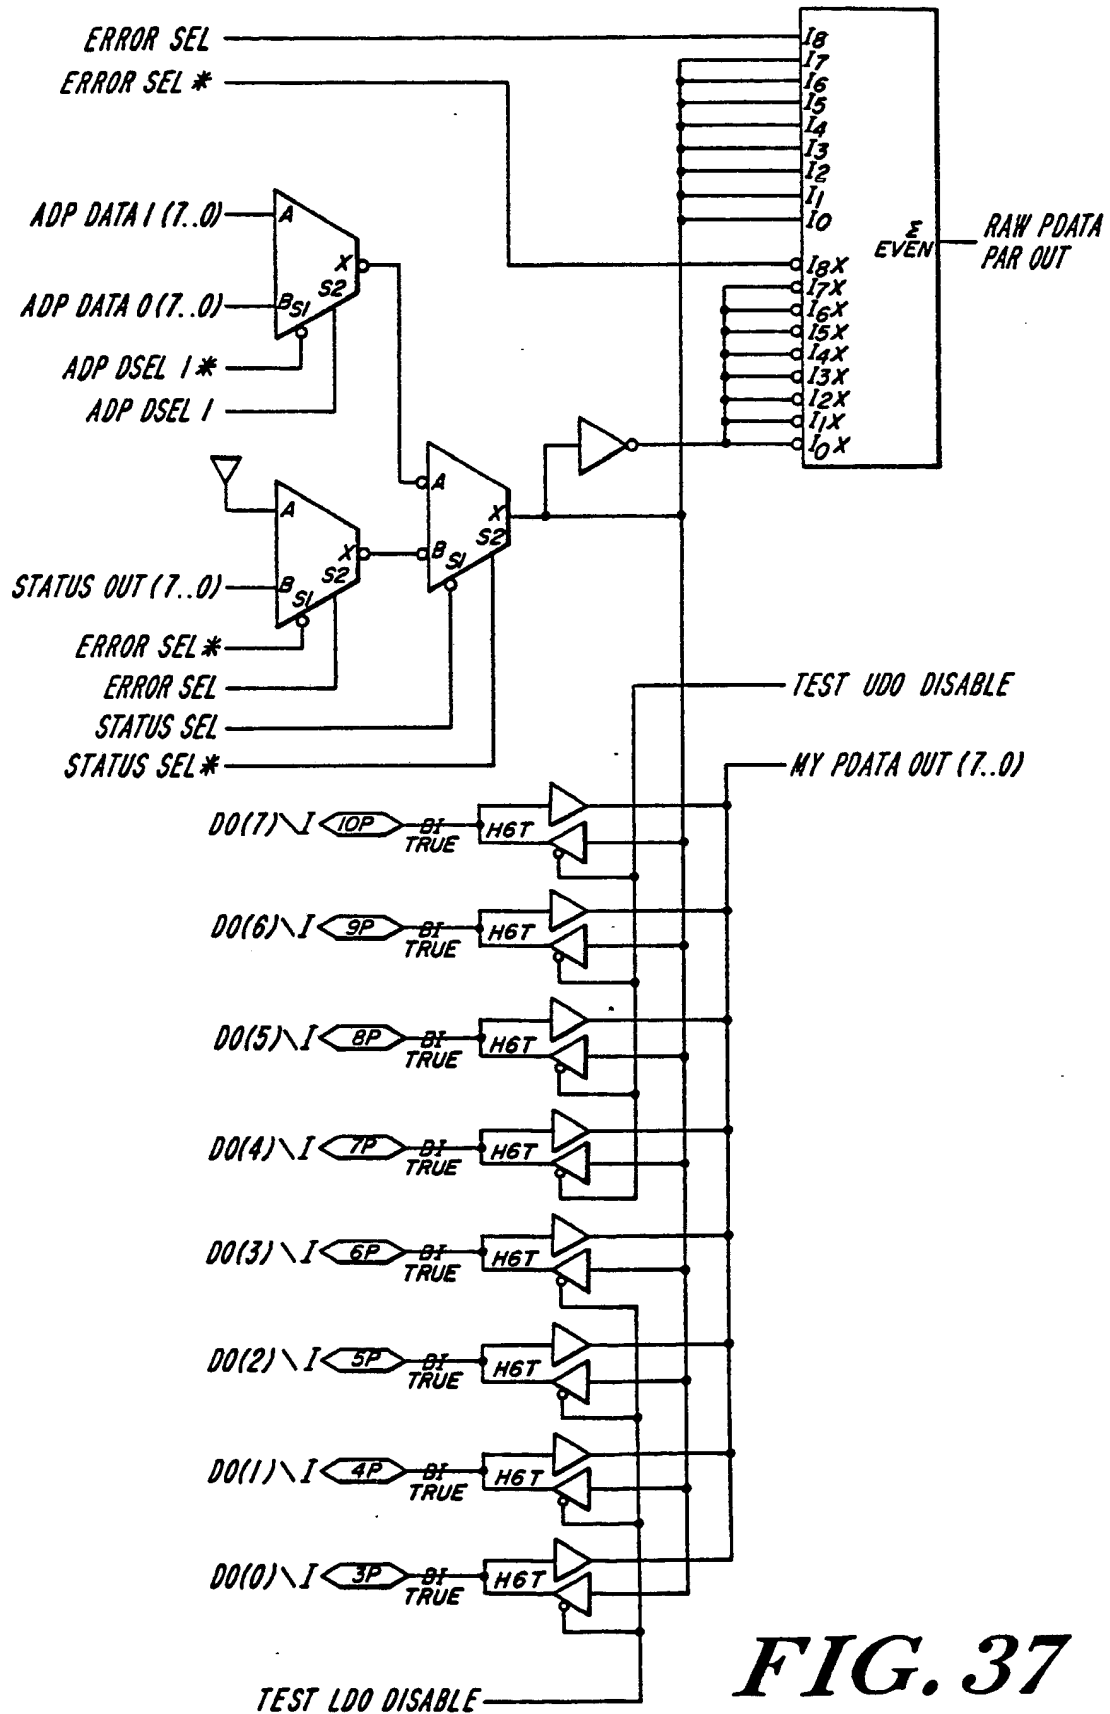 ERROR SEL
ERROR SEL *
I8
I7
I6
I5
I4
I3
I2
I1
I0
I8X
I7X
I6X
I5X
I4X
I3X
I2X
I1X
I0X
Σ
EVEN
RAW PDATA
PAR OUT
ADP DATA 1 (7..0)
A
X
S2
ADP DATA 0 (7..0)
B
S1
ADP DSEL 1 *
ADP DSEL 1
A
X
S2
STATUS OUT (7..0)
B
S1
ERROR SEL *
ERROR SEL
A
X
S2
B
S1
STATUS SEL
STATUS SEL *
TEST UDO DISABLE
MY PDATA OUT (7..0)
DO(7)\I 10P BI H6T
TRUE
DO(6)\I 9P BI H6T
TRUE
DO(5)\I 8P BI H6T
TRUE
DO(4)\I 7P BI H6T
TRUE
DO(3)\I 6P BI H6T
TRUE
DO(2)\I 5P BI H6T
TRUE
DO(1)\I 4P BI H6T
TRUE
DO(0)\I 3P BI H6T
TRUE
TEST LDO DISABLE
FIG. 37